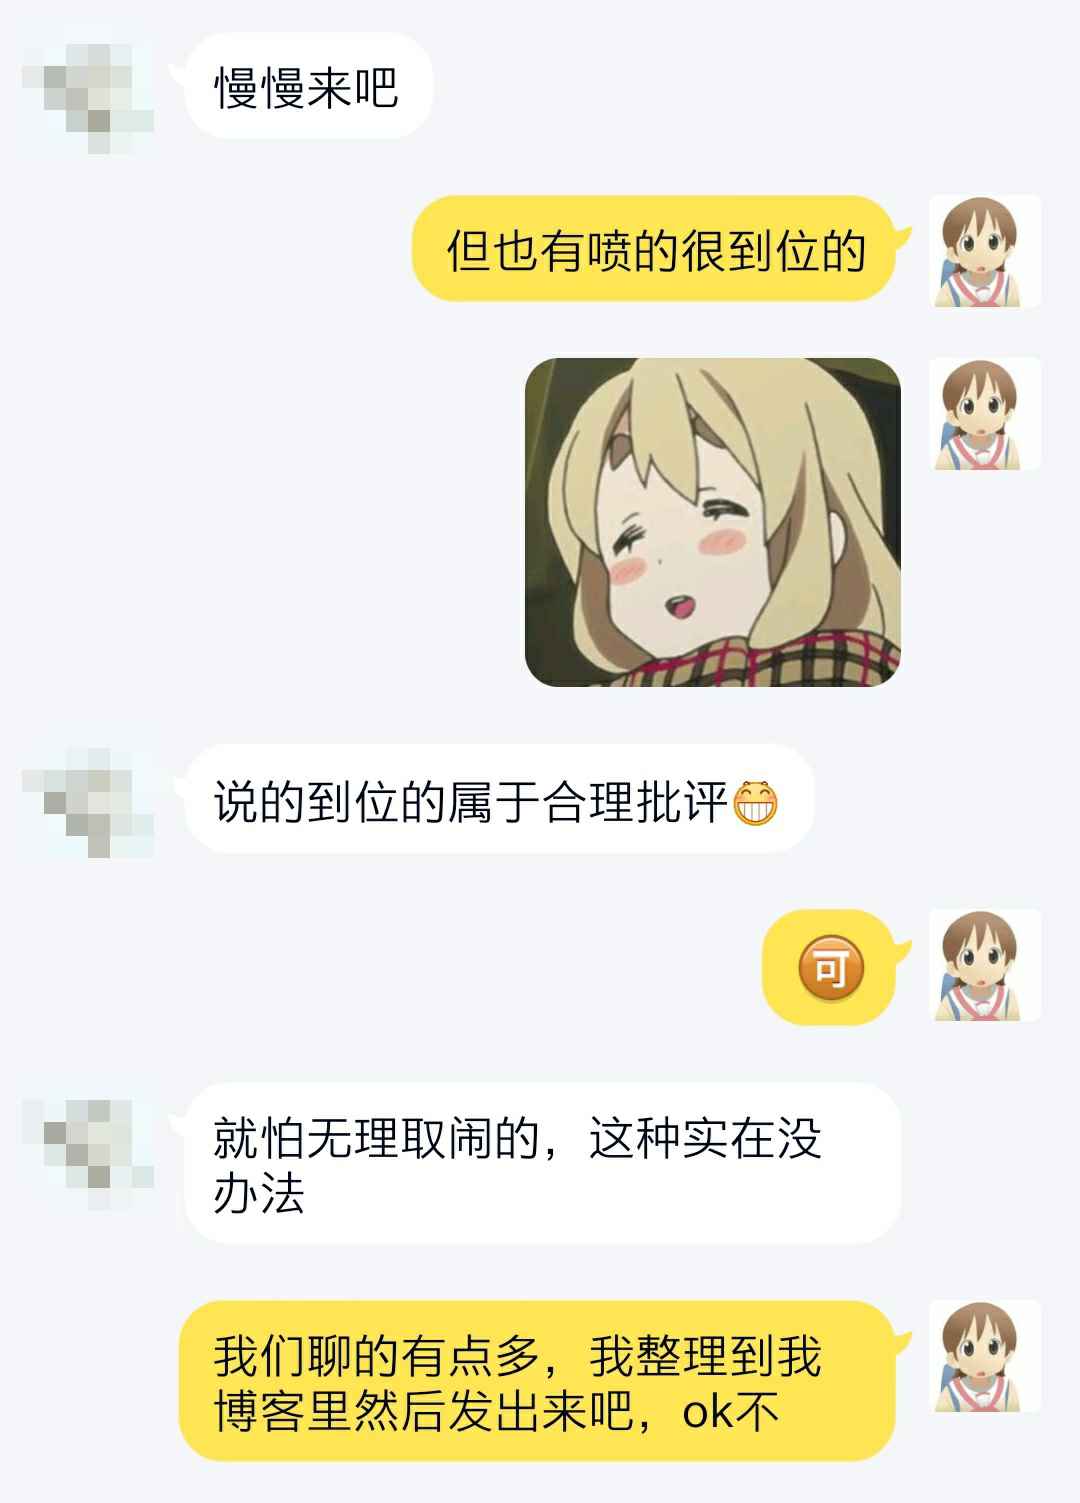 慢慢来吧
但也有喷的很到位的
说的到位的属于合理批评😁
🉑
就怕无理取闹的，这种实在没
办法
我们聊的有点多，我整理到我
博客里然后发出来吧，ok不